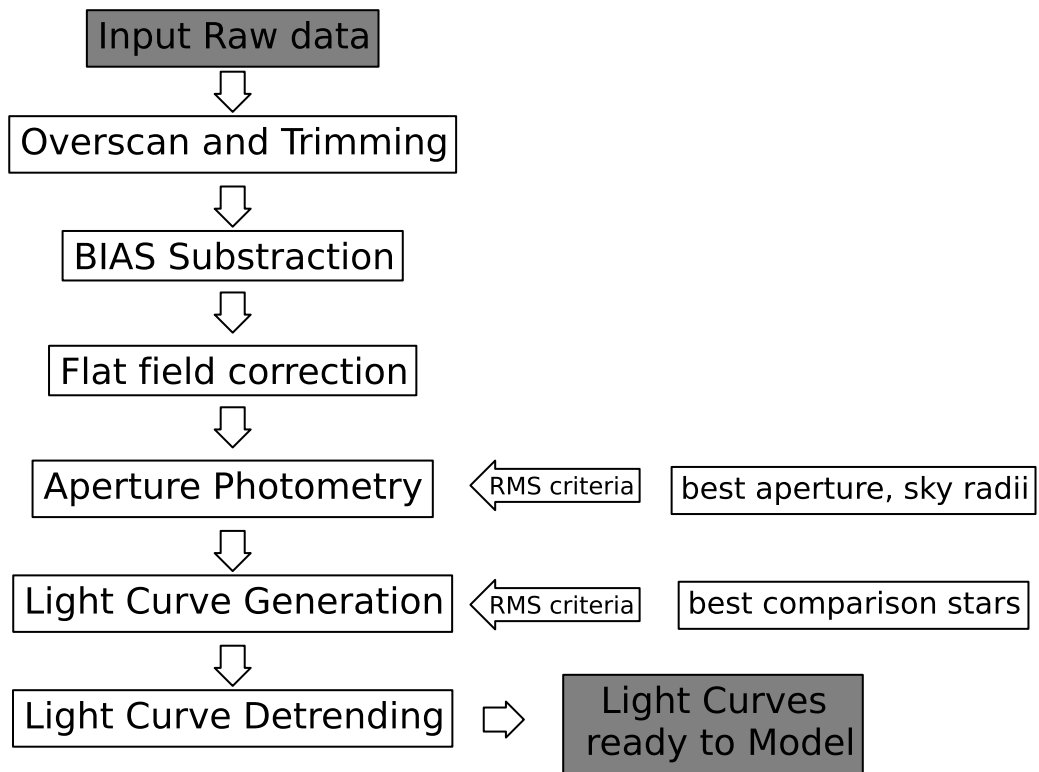 Input Raw data
Overscan and Trimming
BIAS Substraction
Flat field correction
Aperture Photometry
RMS criteria
best aperture, sky radii
Light Curve Generation
RMS criteria
best comparison stars
Light Curve Detrending
Light Curves
ready to Model